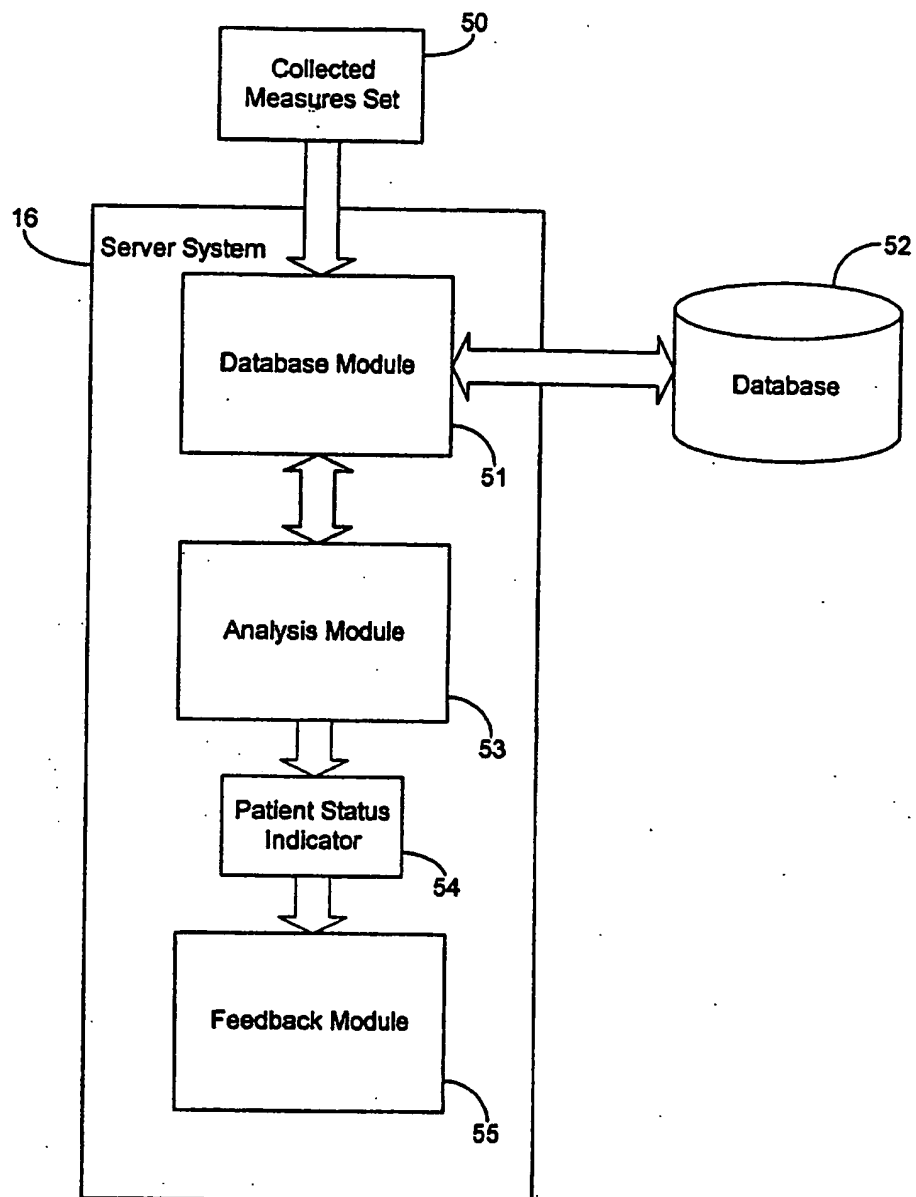 50
Collected
Measures Set
16
Server System
52
Database Module
Database
51
Analysis Module
53
Patient Status
Indicator
54
Feedback Module
55